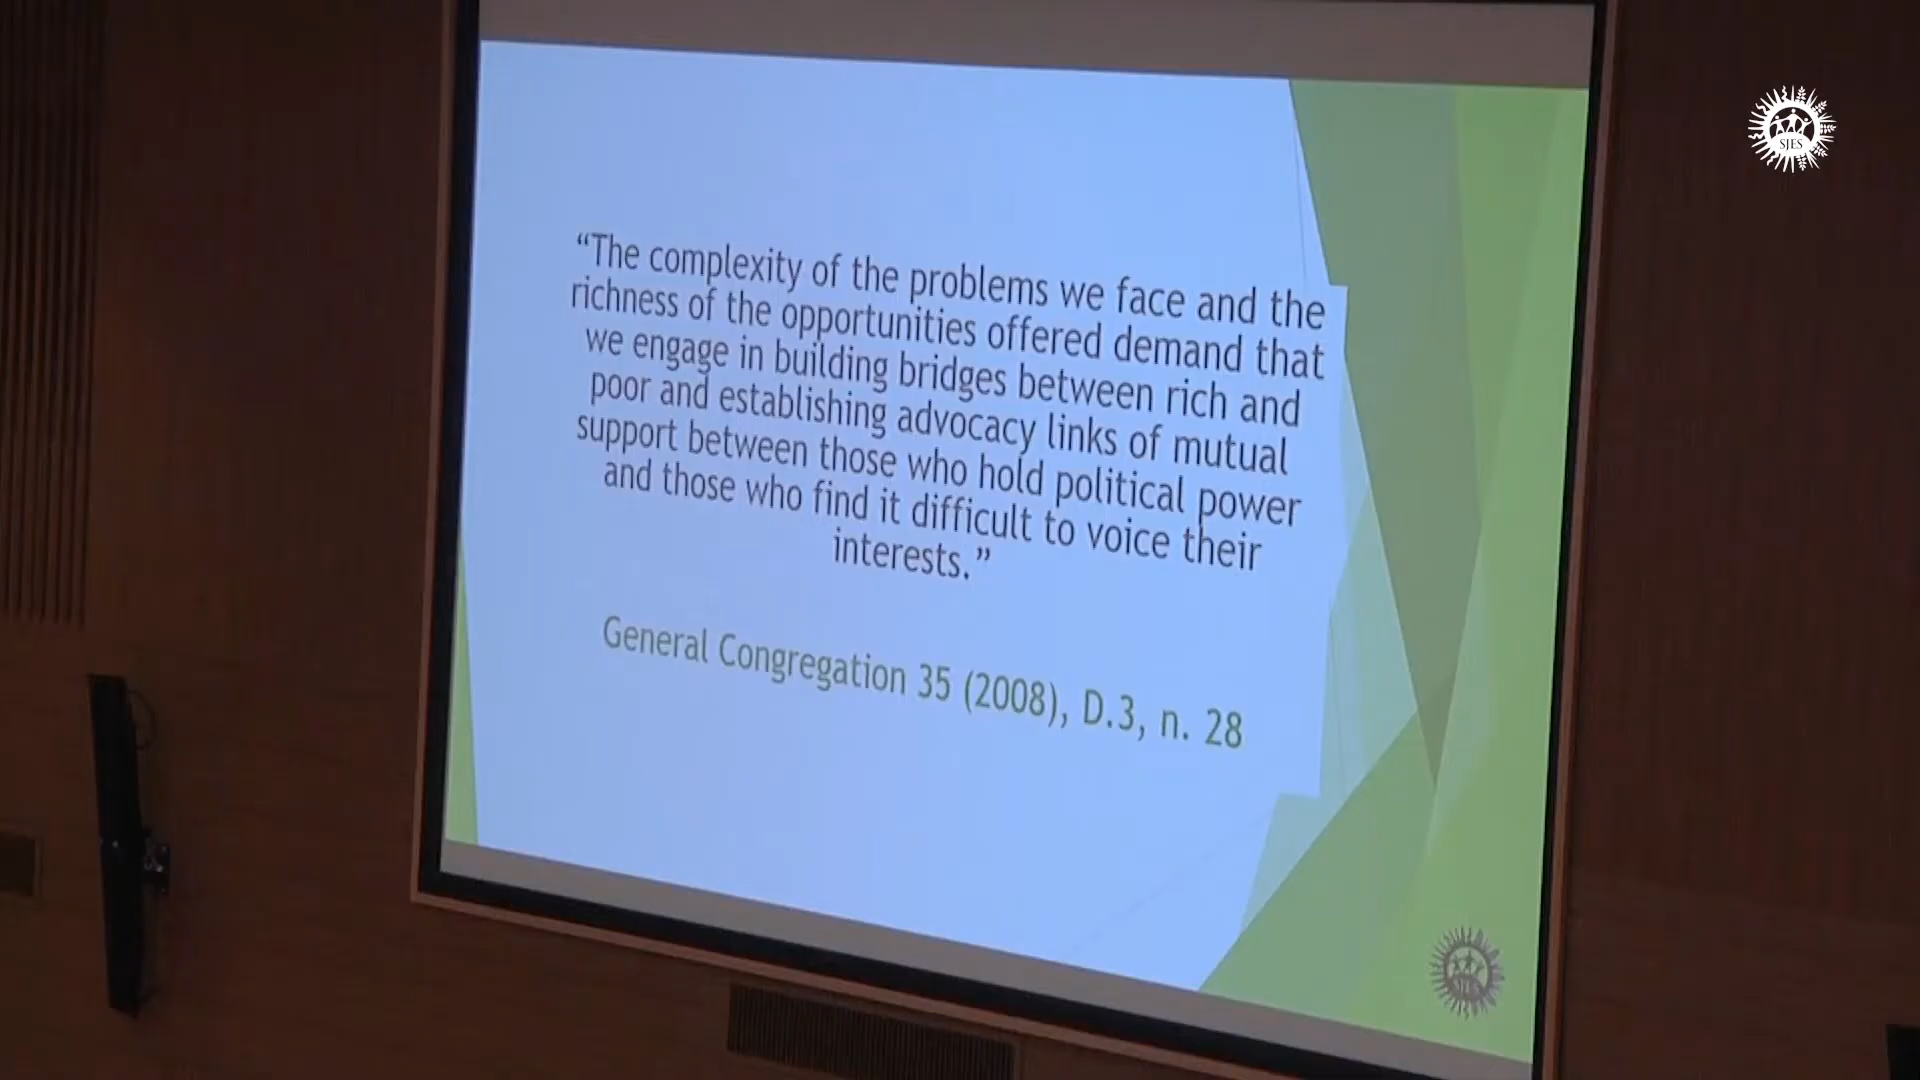 “The complexity of the problems we face and the
richness of the opportunities offered demand that
we engage in building bridges between rich and
poor and establishing advocacy links of mutual
support between those who hold political power
and those who find it difficult to voice their
interests.”
General Congregation 35 (2008), D.3, n. 28
SJES
SJES